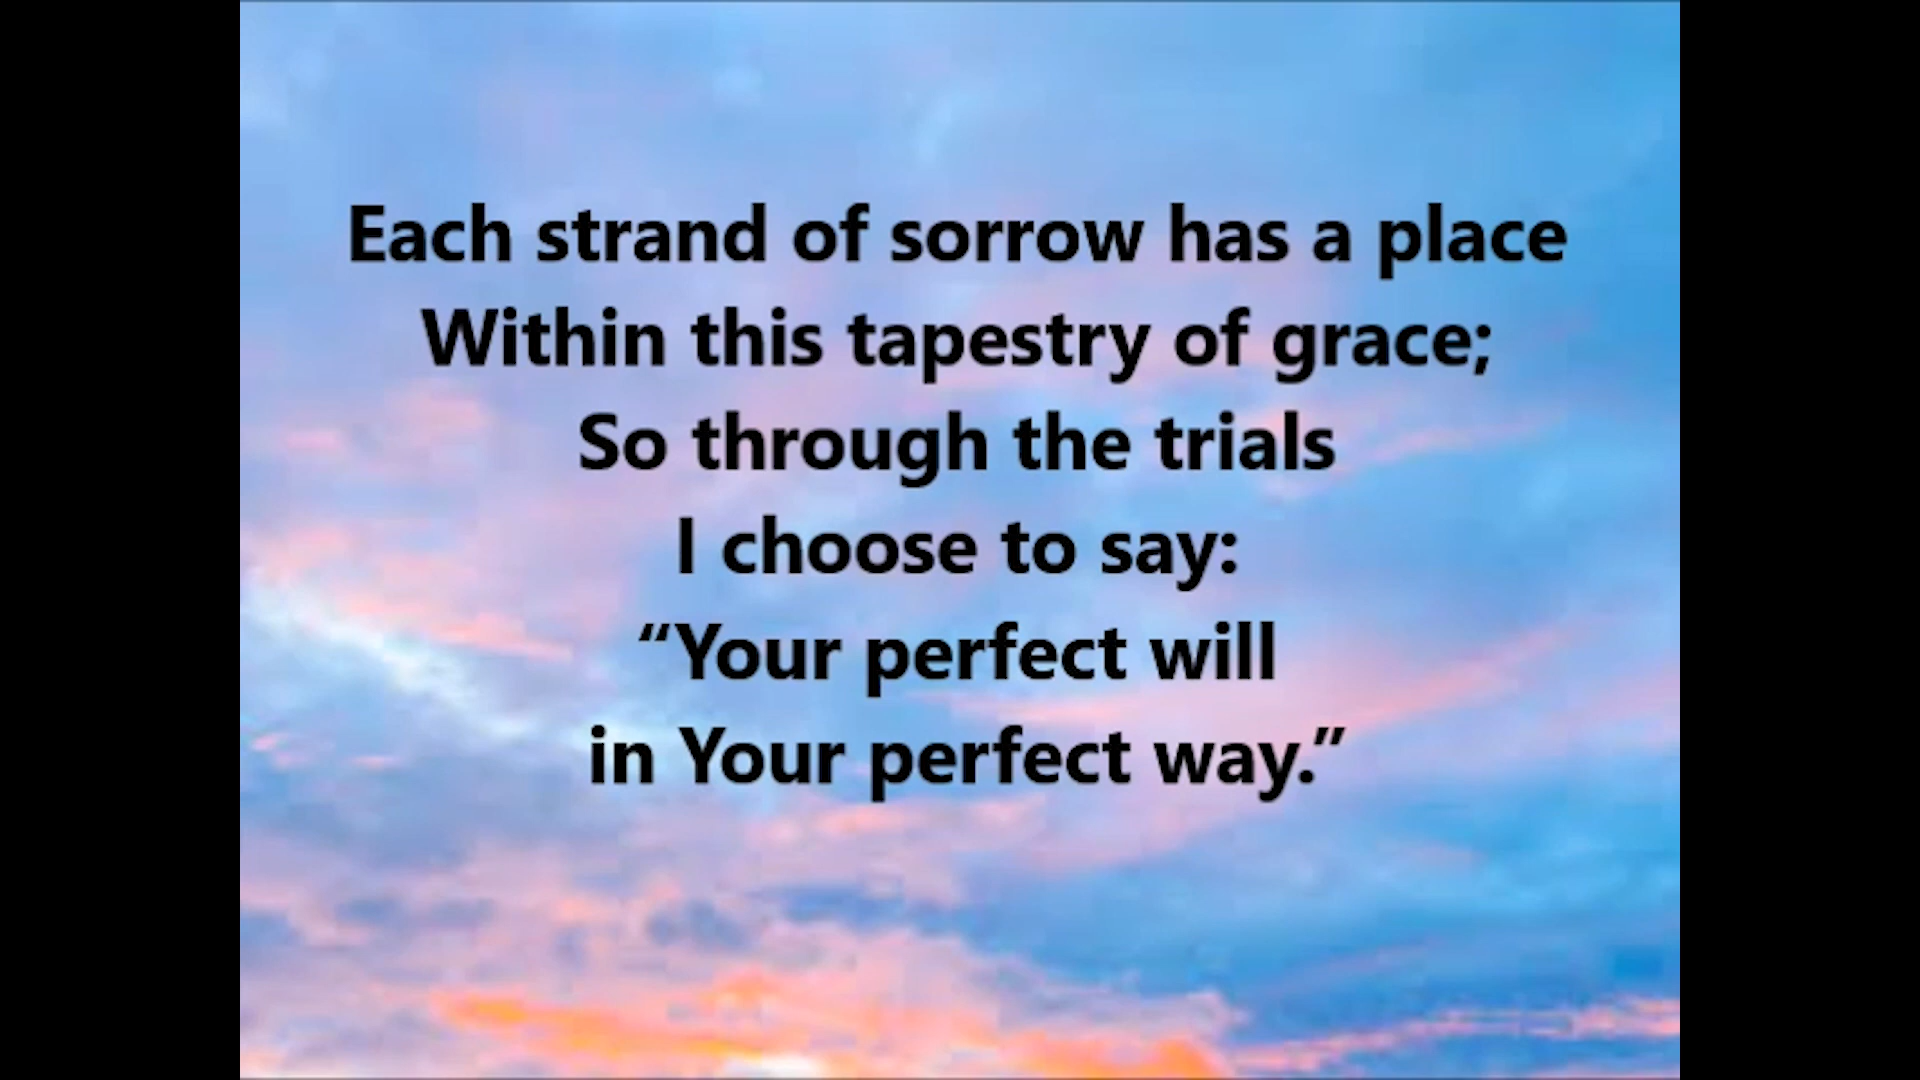 Each strand of sorrow has a place
Within this tapestry of grace;
So through the trials
I choose to say:
“Your perfect will
in Your perfect way.”